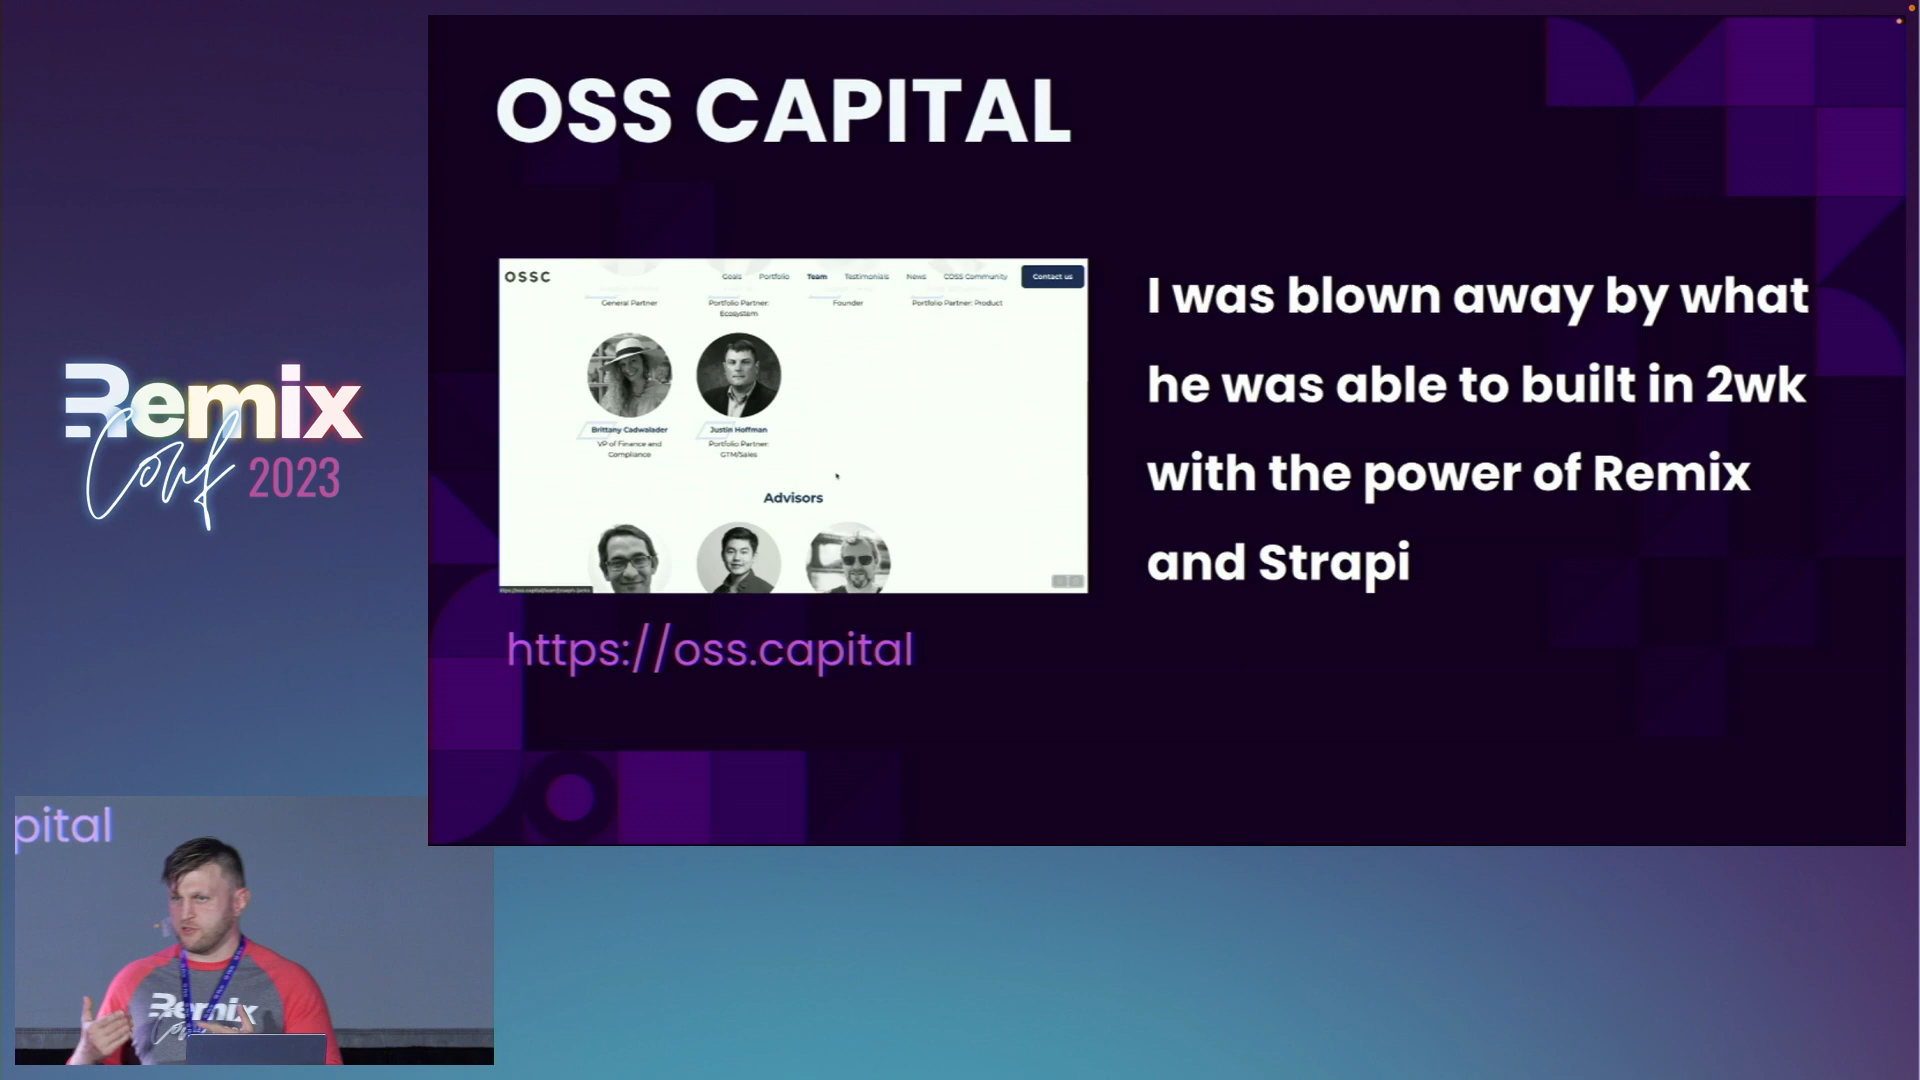 OSS CAPITAL
OSSC
Goals Portfolio Team Testimonials News COSS Community Contact us
General Partner
Portfolio Partner:
Ecosystem
Founder
Portfolio Partner: Product
Brittany Cadwalader
VP of Finance and
Compliance
Justin Hoffman
Portfolio Partner:
GTM/Sales
Advisors
https://oss.capital
I was blown away by what
he was able to built in 2wk
with the power of Remix
and Strapi
Remix
Conf 2023
pital
Remix